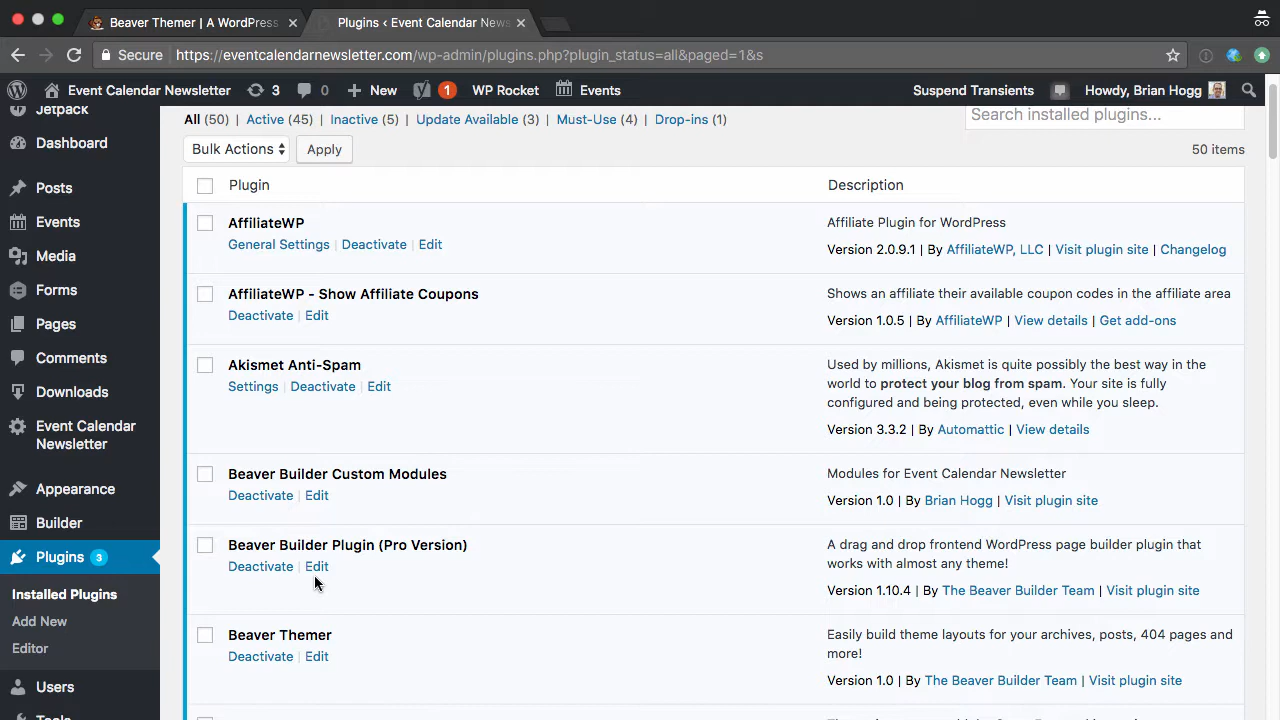 Beaver Themer | A WordPress
Plugins ‹ Event Calendar News
Secure https://eventcalendarnewsletter.com/wp-admin/plugins.php?plugin_status=all&paged=1&s
Event Calendar Newsletter 3 0 New 1 WP Rocket Events Suspend Transients Howdy, Brian Hogg
Jetpack
Dashboard
Posts
Events
Media
Forms
Pages
Comments
Downloads
Event Calendar
Newsletter
Appearance
Builder
Plugins 3
Installed Plugins
Add New
Editor
Users
Tools
All (50) | Active (45) | Inactive (5) | Update Available (3) | Must-Use (4) | Drop-ins (1)
Search installed plugins...
Bulk Actions Apply
50 items
Plugin Description
AffiliateWP
General Settings | Deactivate | Edit
Affiliate Plugin for WordPress
Version 2.0.9.1 | By AffiliateWP, LLC | Visit plugin site | Changelog
AffiliateWP - Show Affiliate Coupons
Deactivate | Edit
Shows an affiliate their available coupon codes in the affiliate area
Version 1.0.5 | By AffiliateWP | View details | Get add-ons
Akismet Anti-Spam
Settings | Deactivate | Edit
Used by millions, Akismet is quite possibly the best way in the
world to protect your blog from spam. Your site is fully
configured and being protected, even while you sleep.
Version 3.3.2 | By Automattic | View details
Beaver Builder Custom Modules
Deactivate | Edit
Modules for Event Calendar Newsletter
Version 1.0 | By Brian Hogg | Visit plugin site
Beaver Builder Plugin (Pro Version)
Deactivate | Edit
A drag and drop frontend WordPress page builder plugin that
works with almost any theme!
Version 1.10.4 | By The Beaver Builder Team | Visit plugin site
Beaver Themer
Deactivate | Edit
Easily build theme layouts for your archives, posts, 404 pages and
more!
Version 1.0 | By The Beaver Builder Team | Visit plugin site